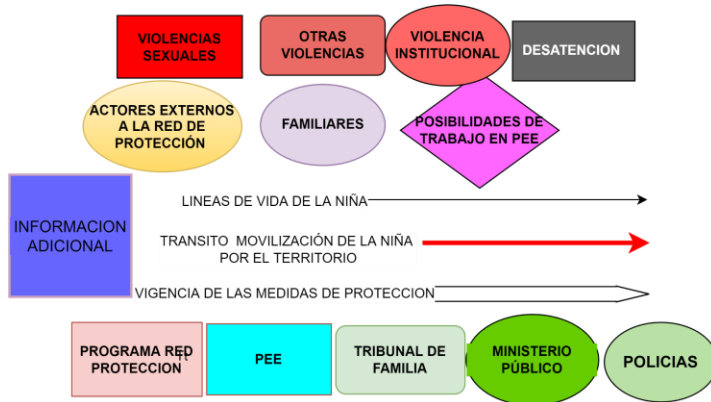 VIOLENCIAS
SEXUALES
OTRAS
VIOLENCIAS
VIOLENCIA
INSTITUCIONAL
DESATENCION
ACTORES EXTERNOS
A LA RED DE
PROTECCIÓN
FAMILIARES
POSIBILIDADES DE
TRABAJO EN PEE
INFORMACION
ADICIONAL
LINEAS DE VIDA DE LA NIÑA
TRANSITO MOVILIZACIÓN DE LA NIÑA
POR EL TERRITORIO
VIGENCIA DE LAS MEDIDAS DE PROTECCION
PROGRAMA RED
PROTECCION
PEE
TRIBUNAL DE
FAMILIA
MINISTERIO
PÚBLICO
POLICIAS